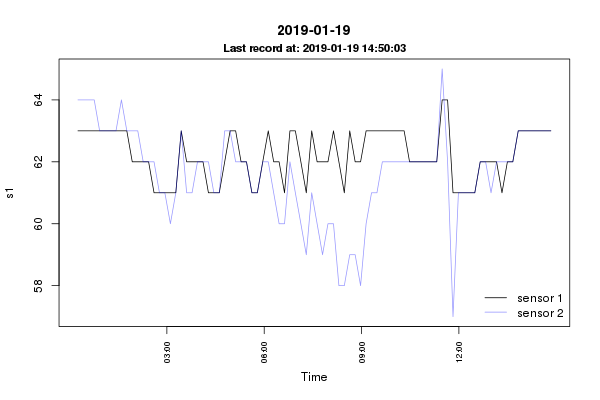 2019-01-19
Last record at: 2019-01-19 14:50:03
64
62
60
58
s1
sensor 1
sensor 2
03:00
06:00
09:00
12:00
Time